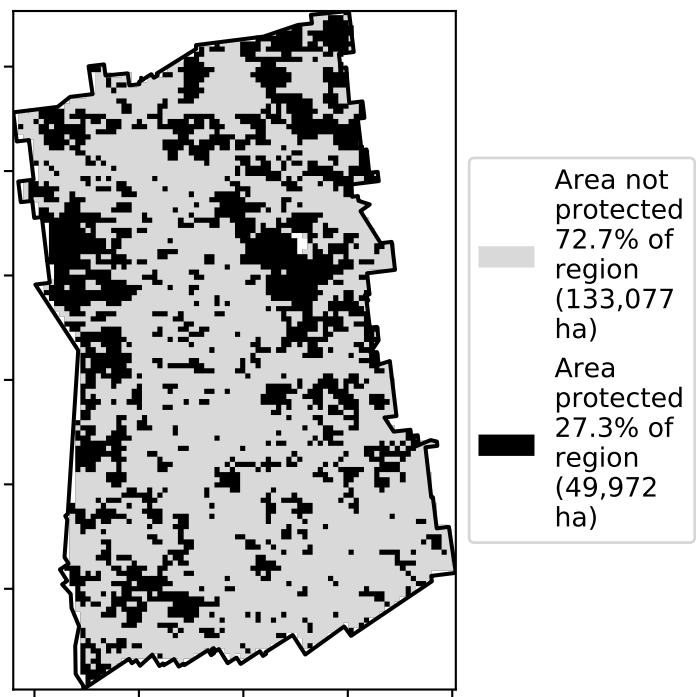 Area not
protected
72.7% of
region
(133,077
ha)
Area
protected
27.3% of
region
(49,972
ha)